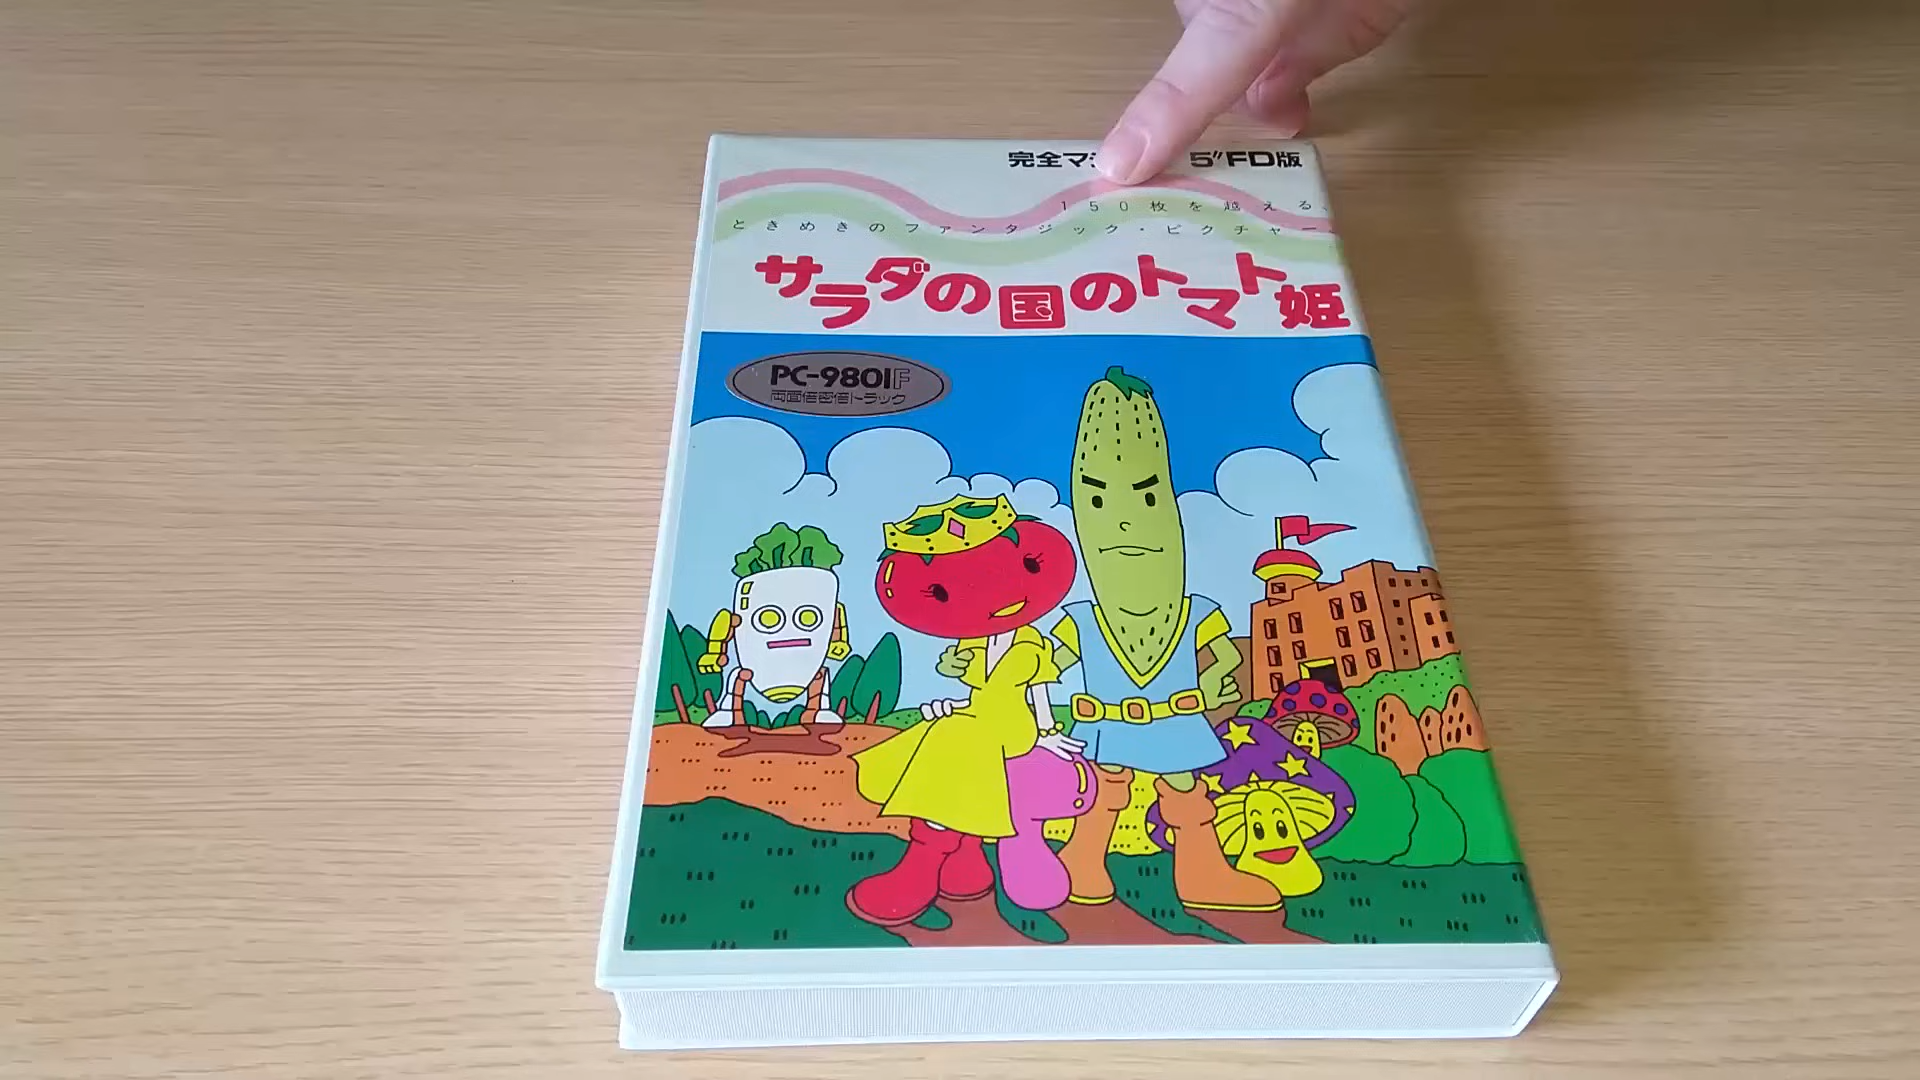 完全マ 5"FD版
150枚を越える、
ときめきのファンタジック・ピクチャー
サラダの国のトマト姫
PC-9801F
両面倍密倍トラック